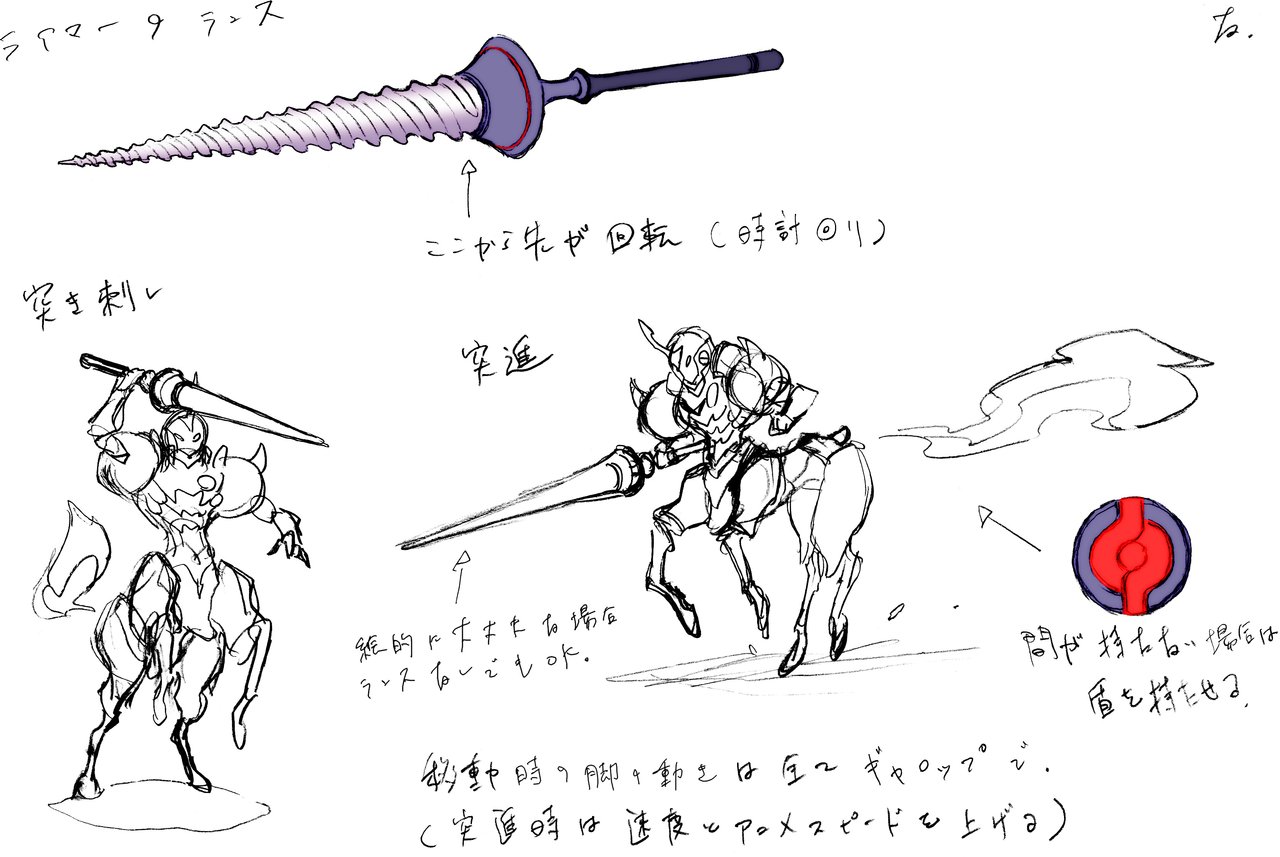 ライマーのランス
な.
ここから先が回転(時計回り)
突き刺し
突進
絵的に大丈夫な場合
ランスなしでもOK.
間が持たない場合は
盾を持たせる.
移動時の脚の動きは全てギャロップで.
(突進時は速度とアニメスピードを上げる)